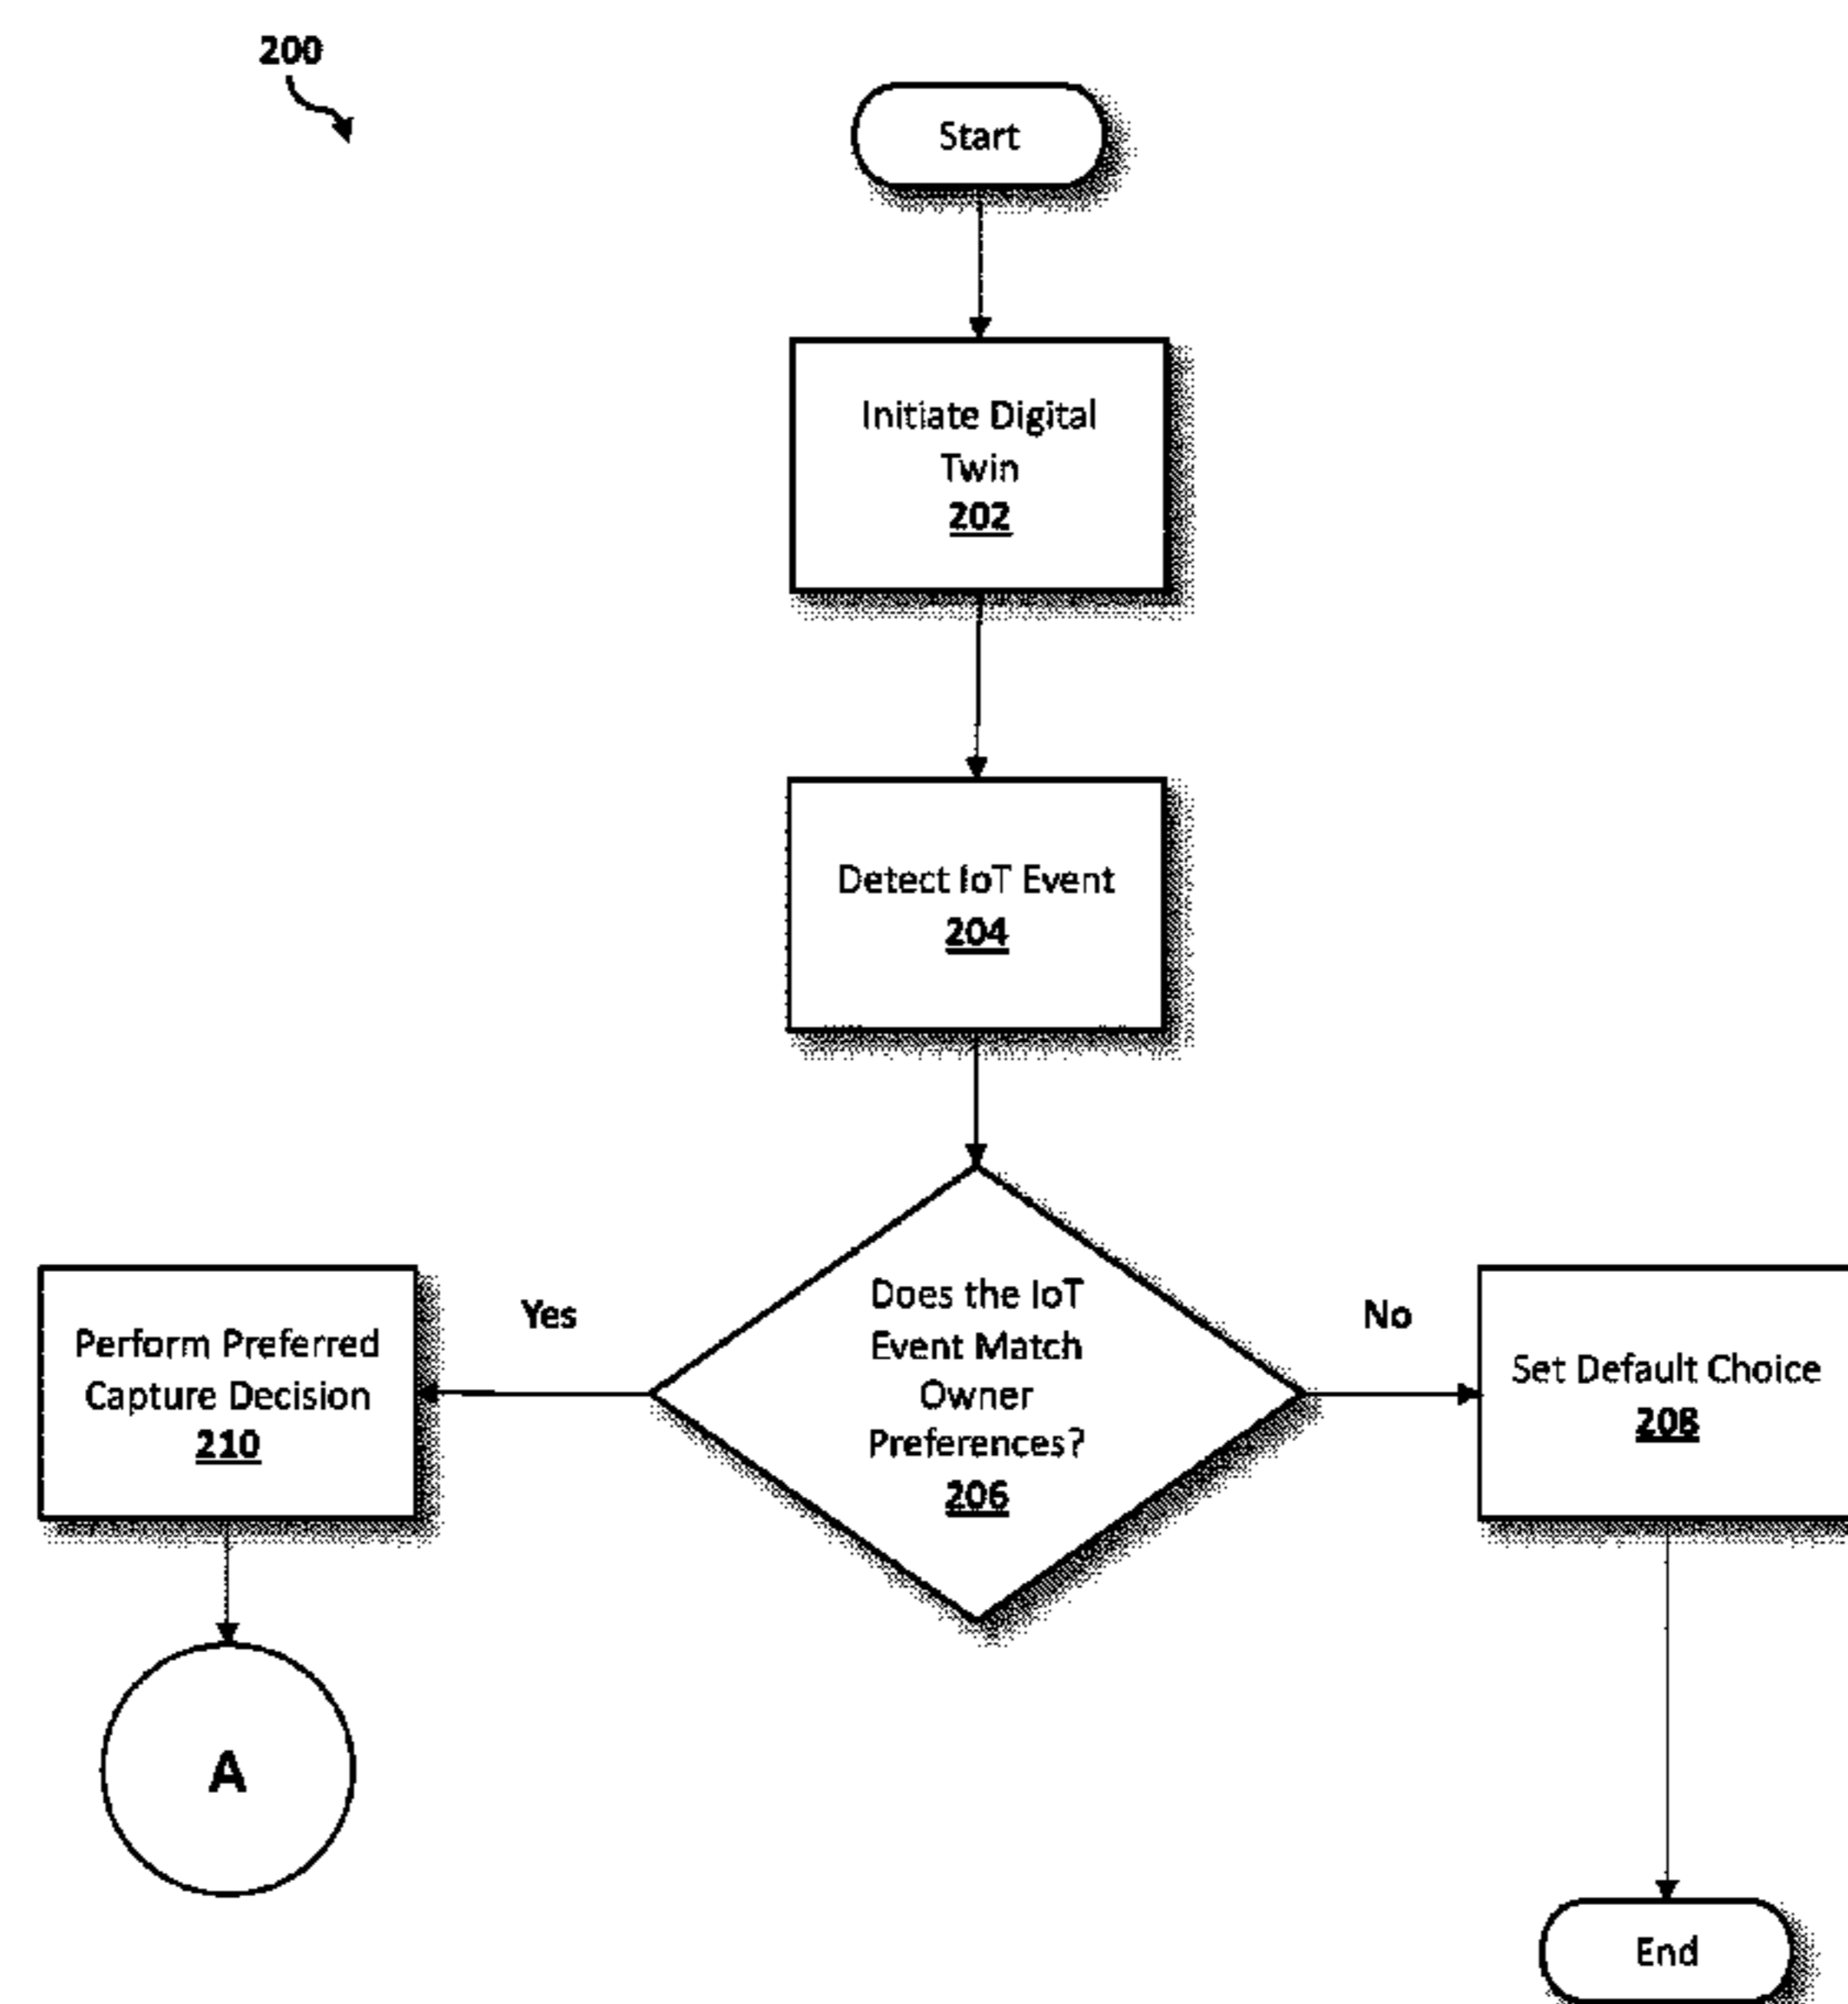 200
Start
Initiate Digital
Twin
202
Detect IoT Event
204
Does the IoT
Event Match
Owner
Preferences?
206
Yes
No
Perform Preferred
Capture Decision
210
Set Default Choice
208
A
End